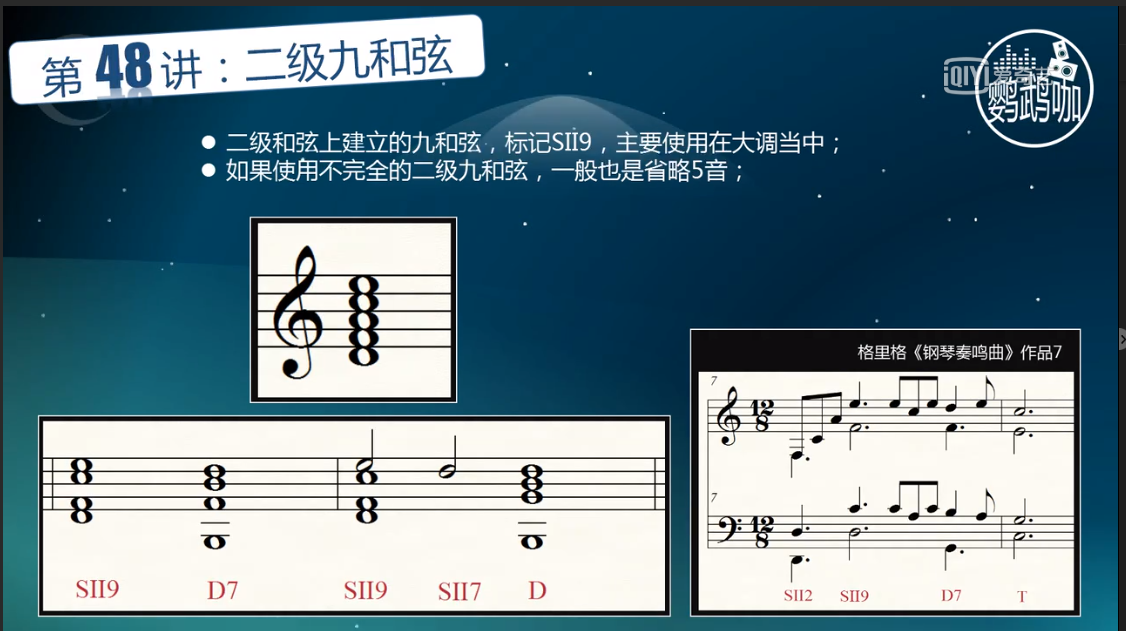 第48讲：二级九和弦
iQIYI 爱奇艺
鹦鹉咖
二级和弦上建立的九和弦，标记SII9，主要使用在大调当中；
如果使用不完全的二级九和弦，一般也是省略5音；
格里格《钢琴奏鸣曲》作品7
7
12
8
7
12
8
SII9 D7 SII9 SII7 D
SII2 SII9 D7 T